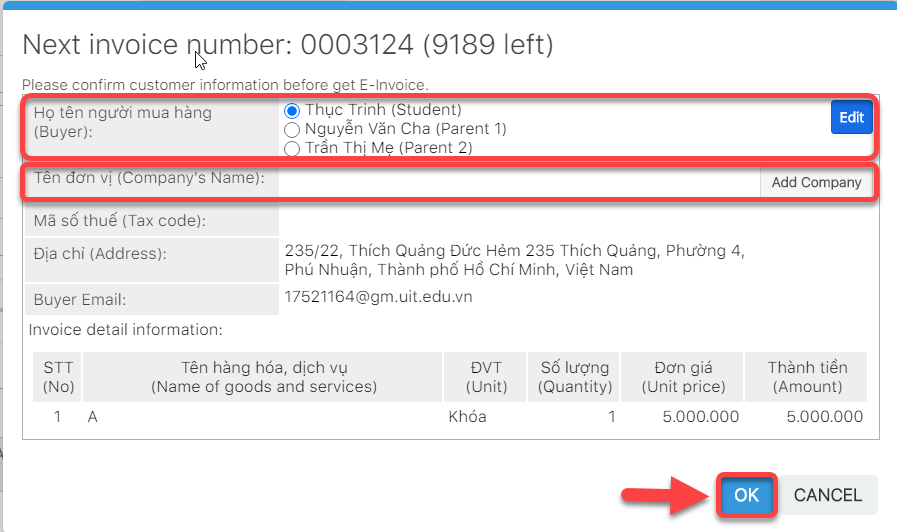 Next invoice number: 0003124 (9189 left)
Please confirm customer information before get E-Invoice.
Họ tên người mua hàng
(Buyer):
Thục Trinh (Student)
Nguyễn Văn Cha (Parent 1)
Trần Thị Mẹ (Parent 2)
Edit
Tên đơn vị (Company's Name):
Add Company
Mã số thuế (Tax code):
Địa chỉ (Address):
235/22, Thích Quảng Đức Hẻm 235 Thích Quảng, Phường 4,
Phú Nhuận, Thành phố Hồ Chí Minh, Việt Nam
Buyer Email:
17521164@gm.uit.edu.vn
Invoice detail information:
STT
(No)
Tên hàng hóa, dịch vụ
(Name of goods and services)
ĐVT
(Unit)
Số lượng
(Quantity)
Đơn giá
(Unit price)
Thành tiền
(Amount)
1 A Khóa 1 5.000.000 5.000.000
OK CANCEL